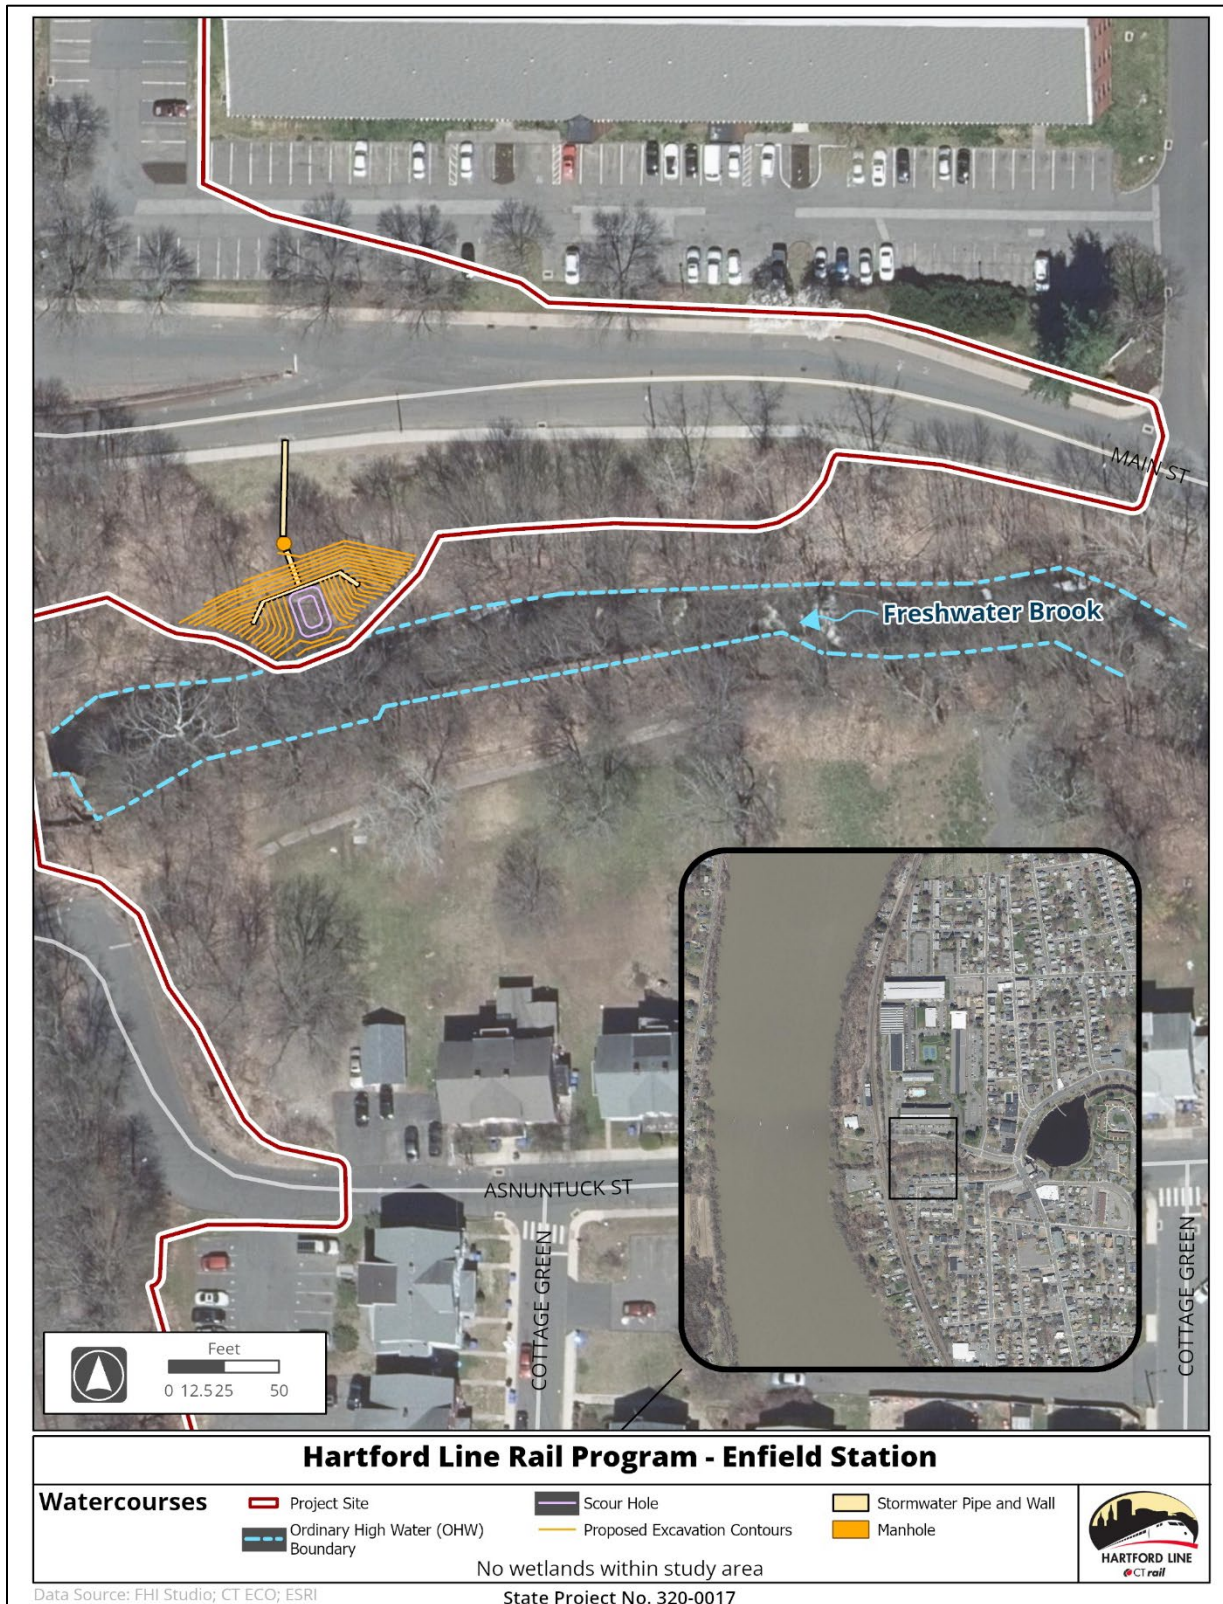 MAIN ST
Freshwater Brook
ASNUNTUCK ST
COTTAGE GREEN
COTTAGE GREEN
Feet
0 12.525 50
Hartford Line Rail Program - Enfield Station
Watercourses
Project Site
Scour Hole
Stormwater Pipe and Wall
Ordinary High Water (OHW)
Boundary
Proposed Excavation Contours
Manhole
No wetlands within study area
HARTFORD LINE
CTrail
Data Source: FHI Studio; CT ECO; ESRI
State Project No. 320-0017